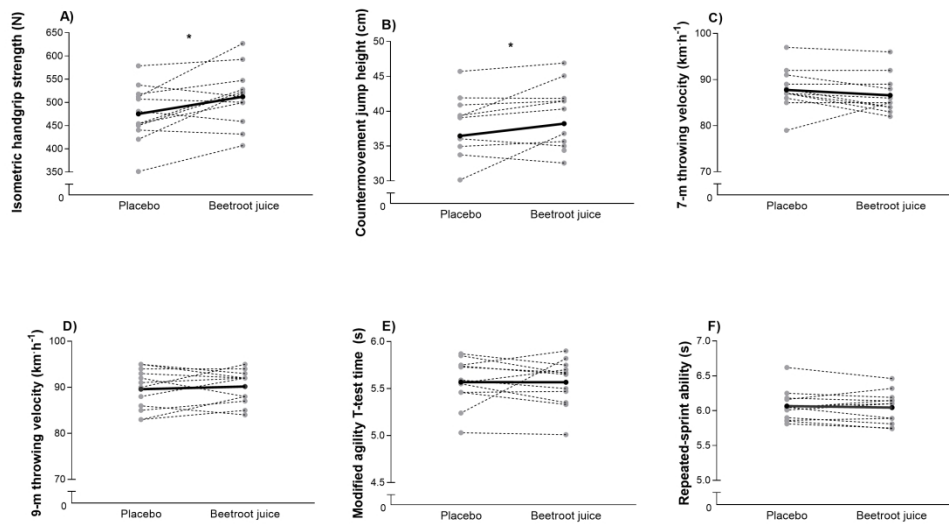 A)
*
Isometric handgrip strength (N)
650
600
550
500
450
400
350
0
Placebo Beetroot juice
B)
*
Countermovement jump height (cm)
50
45
40
35
30
0
Placebo Beetroot juice
C)
7-m throwing velocity (km·h⁻¹)
100
90
80
70
0
Placebo Beetroot juice
D)
9-m throwing velocity (km·h⁻¹)
100
90
80
70
0
Placebo Beetroot juice
E)
Modified agility T-test time (s)
6.0
5.5
5.0
4.5
0
Placebo Beetroot juice
F)
Repeated-sprint ability (s)
7.0
6.5
6.0
5.5
5.0
0
Placebo Beetroot juice